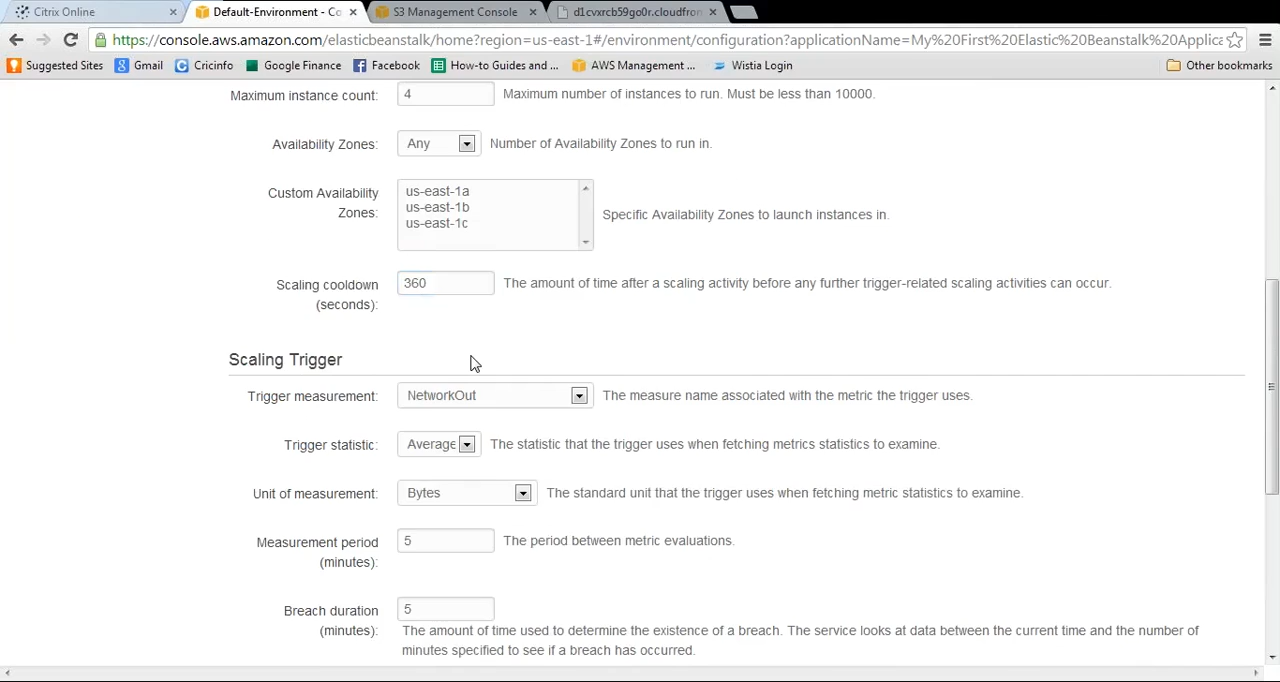 Citrix Online
Default-Environment - Co
S3 Management Console
d1cvxrcb59go0r.cloudfron
https://console.aws.amazon.com/elasticbeanstalk/home?region=us-east-1#/environment/configuration?applicationName=My%20First%20Elastic%20Beanstalk%20Applica
Suggested Sites
Gmail
Cricinfo
Google Finance
Facebook
How-to Guides and ...
AWS Management ...
Wistia Login
Other bookmarks
Maximum instance count:
4
Maximum number of instances to run. Must be less than 10000.
Availability Zones:
Any
Number of Availability Zones to run in.
Custom Availability
Zones:
us-east-1a
us-east-1b
us-east-1c
Specific Availability Zones to launch instances in.
Scaling cooldown
(seconds):
360
The amount of time after a scaling activity before any further trigger-related scaling activities can occur.
Scaling Trigger
Trigger measurement:
NetworkOut
The measure name associated with the metric the trigger uses.
Trigger statistic:
Average
The statistic that the trigger uses when fetching metrics statistics to examine.
Unit of measurement:
Bytes
The standard unit that the trigger uses when fetching metric statistics to examine.
Measurement period
(minutes):
5
The period between metric evaluations.
Breach duration
(minutes):
5
The amount of time used to determine the existence of a breach. The service looks at data between the current time and the number of
minutes specified to see if a breach has occurred.